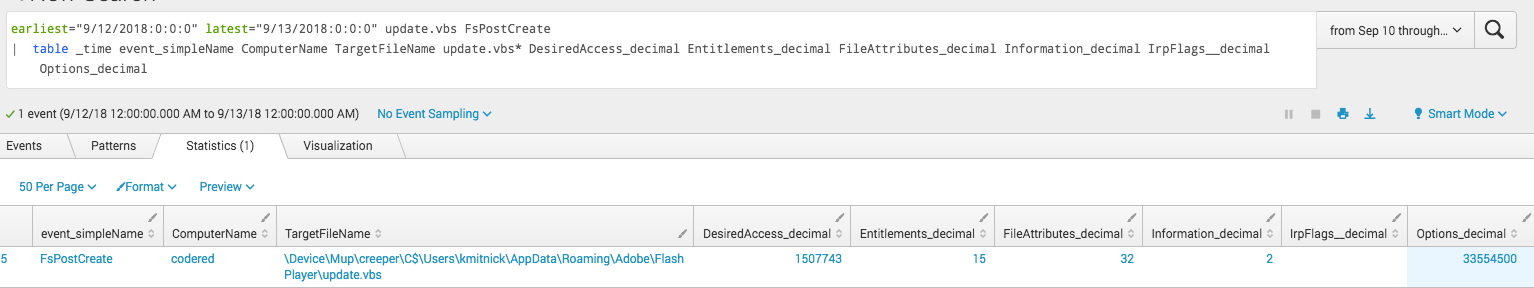 earliest="9/12/2018:0:0:0" latest="9/13/2018:0:0:0" update.vbs FsPostCreate
| table _time event_simpleName ComputerName TargetFileName update.vbs* DesiredAccess_decimal Entitlements_decimal FileAttributes_decimal Information_decimal IrpFlags__decimal
Options_decimal
from Sep 10 through...
1 event (9/12/18 12:00:00.000 AM to 9/13/18 12:00:00.000 AM) No Event Sampling
Smart Mode
Events Patterns Statistics (1) Visualization
50 Per Page Format Preview
event_simpleName ComputerName TargetFileName DesiredAccess_decimal Entitlements_decimal FileAttributes_decimal Information_decimal IrpFlags__decimal Options_decimal
5 FsPostCreate codered \Device\Mup\creeper\C$\Users\kmitnick\AppData\Roaming\Adobe\Flash 1507743 15 32 2 33554500
Player\update.vbs